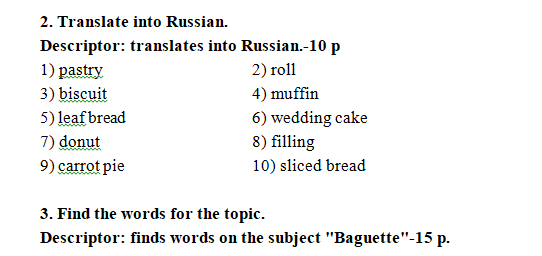 2. Translate into Russian.
Descriptor: translates into Russian.-10 p
1) pastry 2) roll
3) biscuit 4) muffin
5) leaf bread 6) wedding cake
7) donut 8) filling
9) carrot pie 10) sliced bread
3. Find the words for the topic.
Descriptor: finds words on the subject "Baguette"-15 p.